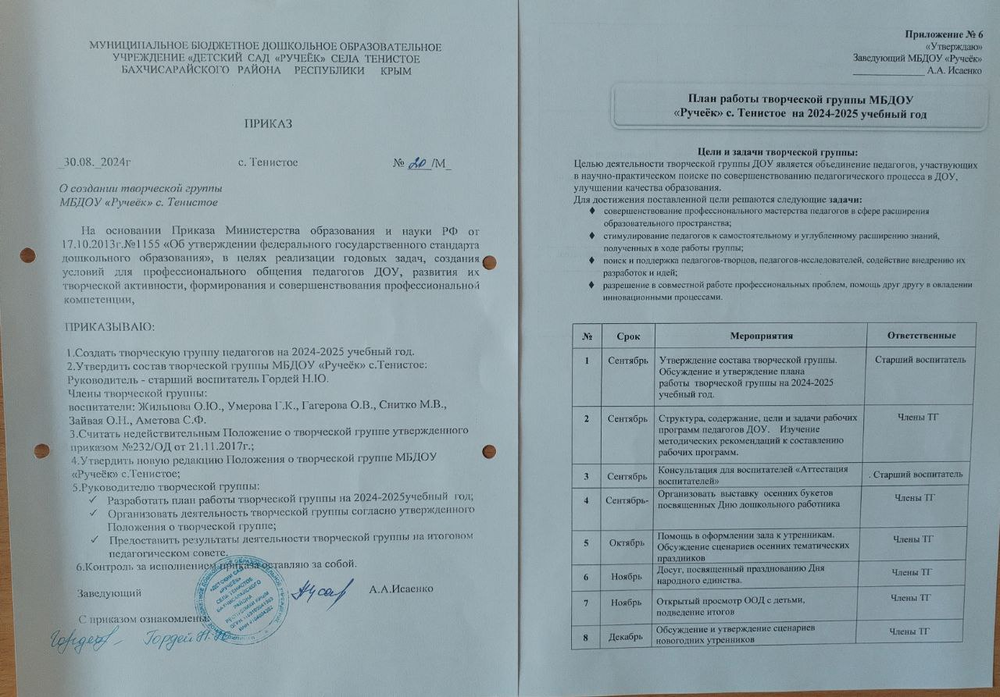 МУНИЦИПАЛЬНОЕ БЮДЖЕТНОЕ ДОШКОЛЬНОЕ ОБРАЗОВАТЕЛЬНОЕ
УЧРЕЖДЕНИЕ «ДЕТСКИЙ САД «РУЧЕЁК» СЕЛА ТЕНИСТОЕ
БАХЧИСАРАЙСКОГО РАЙОНА РЕСПУБЛИКИ КРЫМ
ПРИКАЗ
_30.08._2024г с. Тенистое № 20 /М_
О создании творческой группы
МБДОУ «Ручеёк» с. Тенистое
На основании Приказа Министерства образования и науки РФ от
17.10.2013г.№1155 «Об утверждении федерального государственного стандарта
дошкольного образования», в целях реализации годовых задач, создания
условий для профессионального общения педагогов ДОУ, развития их
творческой активности, формирования и совершенствования профессиональной
компетенции,
ПРИКАЗЫВАЮ:
1.Создать творческую группу педагогов на 2024-2025 учебный год.
2.Утвердить состав творческой группы МБДОУ «Ручеёк» с.Тенистое:
Руководитель - старший воспитатель Гордей Н.Ю.
Члены творческой группы:
воспитатели: Жильцова О.Ю., Умерова Г.К., Гагерова О.В., Снитко М.В.,
Зайвая О.Н., Аметова С.Ф.
3.Считать недействительным Положение о творческой группе утвержденного
приказом №232/ОД от 21.11.2017г.;
4.Утвердить новую редакцию Положения о творческой группе МБДОУ
«Ручеёк» с.Тенистое;
5.Руководителю творческой группы:
✓ Разработать план работы творческой группы на 2024-2025учебный год;
✓ Организовать деятельность творческой группы согласно утвержденного
Положения о творческой группе;
✓ Предоставить результаты деятельности творческой группы на итоговом
педагогическом совете.
6.Контроль за исполнением приказа оставляю за собой.
Заведующий А.А.Исаенко
«ДЕТСКИЙ САД
«РУЧЕЁК»
СЕЛА ТЕНИСТОЕ
БАХЧИСАРАЙСКОГО
РАЙОНА
РЕСПУБЛИКИ КРЫМ
С приказом ознакомлены:
Гордей Н.Ю.
Приложение № 6
«Утверждаю»
Заведующий МБДОУ «Ручеёк»
_______________ А.А. Исаенко
План работы творческой группы МБДОУ
«Ручеёк» с. Тенистое на 2024-2025 учебный год
Цели и задачи творческой группы:
Целью деятельности творческой группы ДОУ является объединение педагогов, участвующих
в научно-практическом поиске по совершенствованию педагогического процесса в ДОУ,
улучшении качества образования.
Для достижения поставленной цели решаются следующие задачи:
♦ совершенствование профессионального мастерства педагогов в сфере расширения
образовательного пространства;
♦ стимулирование педагогов к самостоятельному и углубленному расширению знаний,
полученных в ходе работы группы;
♦ поиск и поддержка педагогов-творцов, педагогов-исследователей, содействие внедрению их
разработок и идей;
♦ разрешение в совместной работе профессиональных проблем, помощь друг другу в овладении
инновационными процессами.
№ Срок Мероприятия Ответственные
1 Сентябрь Утверждение состава творческой группы. Старший воспитатель
Обсуждение и утверждение плана
работы творческой группы на 2024-2025
учебный год.
2 Сентябрь Структура, содержание, цели и задачи рабочих Члены ТГ
программ педагогов ДОУ. Изучение
методических рекомендаций к составлению
рабочих программ.
3 Сентябрь Консультация для воспитателей «Аттестация . Старший воспитатель
воспитателей»
4 Сентябрь- Организовать выставку осенних букетов Члены ТГ
посвященных Дню дошкольного работника
5 Октябрь Помощь в оформлении зала к утренникам. Члены ТГ
Обсуждение сценариев осенних тематических
праздников
6 Ноябрь Досуг, посвященный празднованию Дня Члены ТГ
народного единства.
7 Ноябрь Открытый просмотр ООД с детьми, Члены ТГ
подведение итогов
8 Декабрь Обсуждение и утверждение сценариев Члены ТГ
новогодних утренников